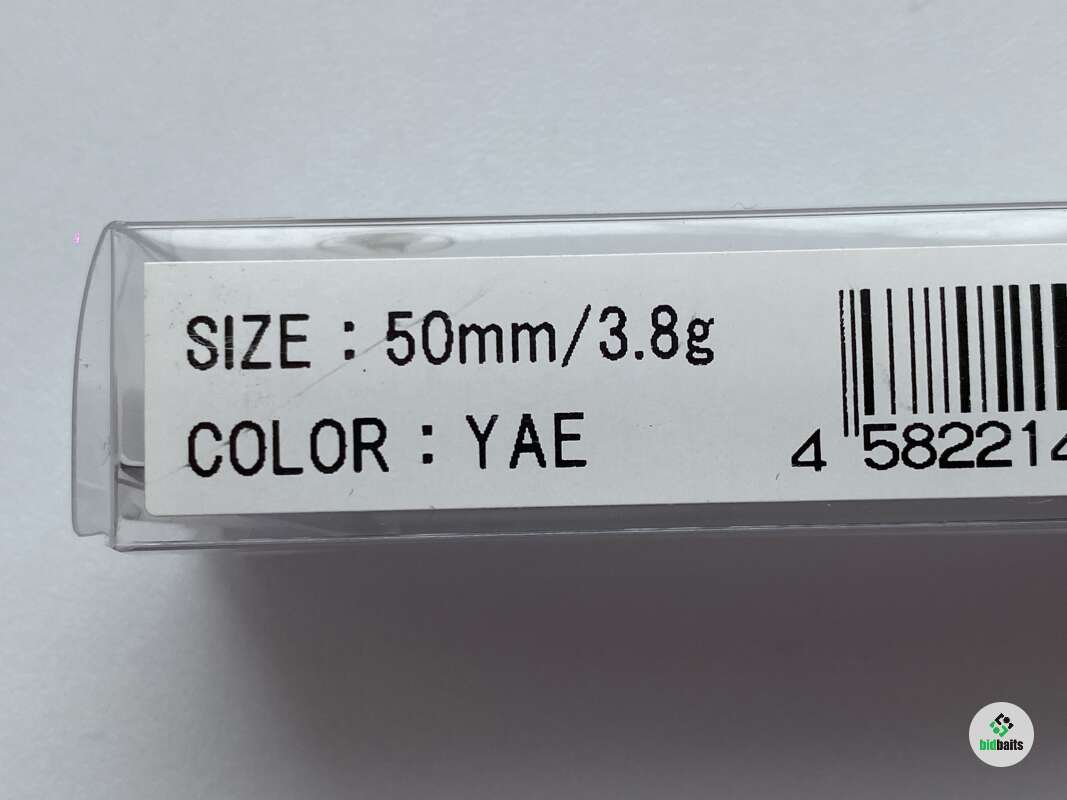 SIZE : 50mm/3.8g
COLOR : YAE
4 582214
bidbaits